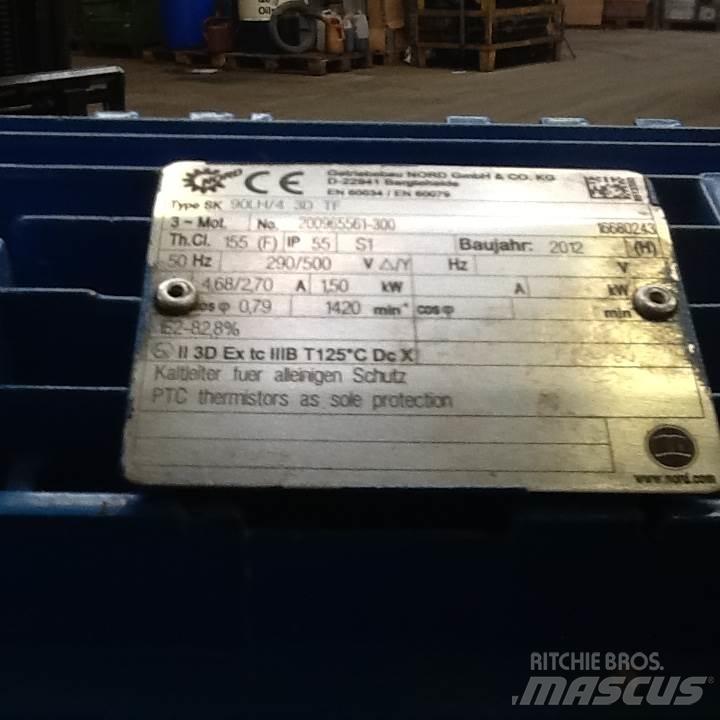 Oil
NORD CE Getriebebau NORD GmbH & CO. KG
D-22941 Bargteheide
EN 60034 / EN 60079
Type SK 90LH/4 3D TF
3 ~ Mot. No. 200965561-300 16680243
Th.Cl. 155 (F) IP 55 S1 Baujahr: 2012 (H)
50 Hz 290/500 V △/Y Hz V
4,68/2,70 A 1,50 kW A kW
cos φ 0,79 1420 min⁻¹ cos φ min⁻¹
IE2-82,8%
II 3D Ex tc IIIB T125°C Dc X
Kaltleiter fuer alleinigen Schutz
PTC thermistors as sole protection
www.nord.com
RITCHIE BROS.
MASCUS